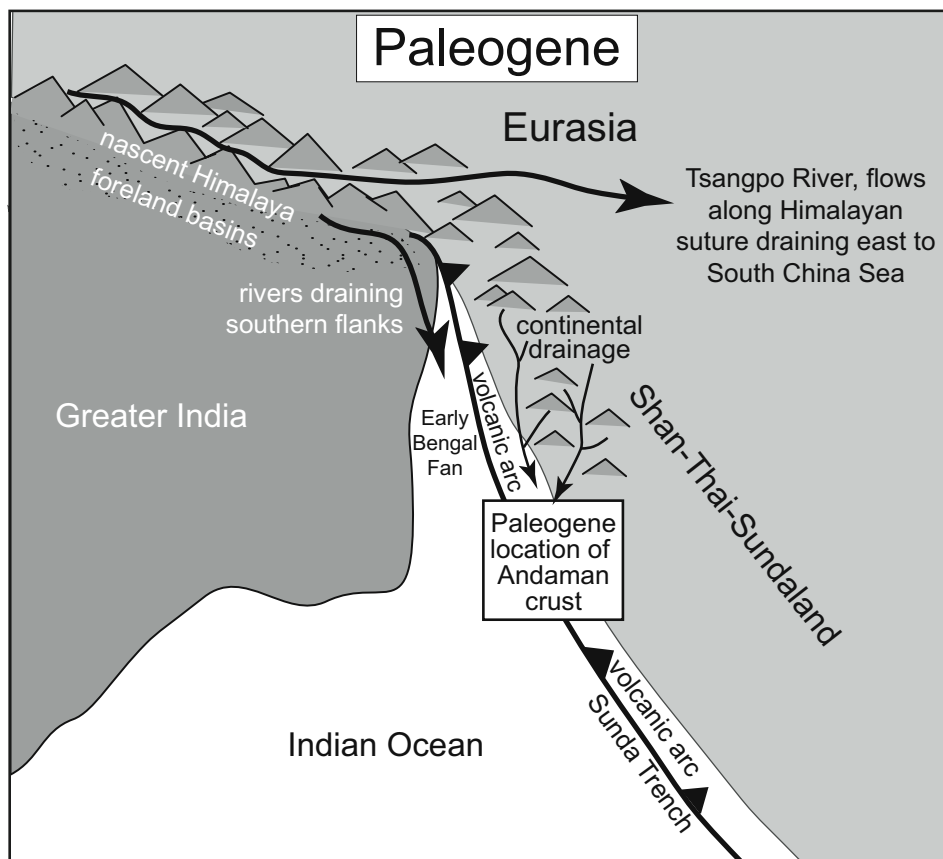 Paleogene
Eurasia
nascent Himalaya
foreland basins
Tsangpo River, flows
along Himalayan
suture draining east to
South China Sea
rivers draining
southern flanks
continental
drainage
volcanic arc
Greater India
Early
Bengal
Fan
Shan-Thai-Sundaland
Paleogene
location of
Andaman
crust
volcanic arc
Sunda Trench
Indian Ocean